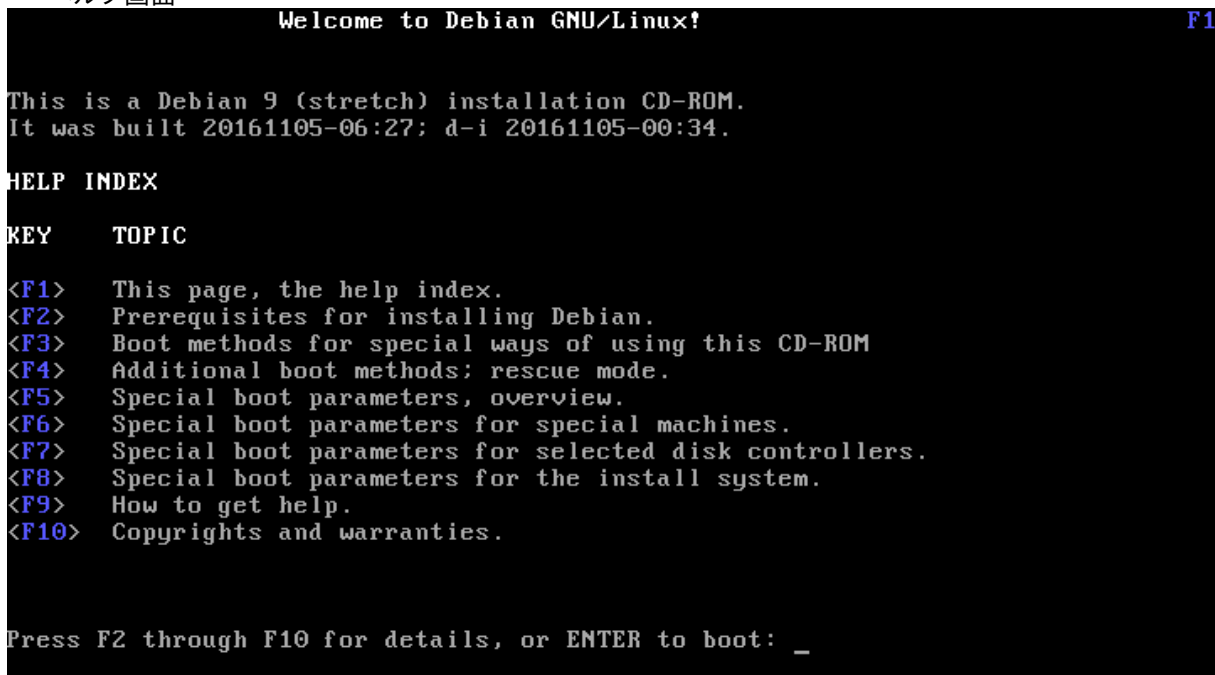 ルプ画面
Welcome to Debian GNU/Linux! F1
This is a Debian 9 (stretch) installation CD-ROM.
It was built 20161105-06:27; d-i 20161105-00:34.
HELP INDEX
KEY TOPIC
<F1> This page, the help index.
<F2> Prerequisites for installing Debian.
<F3> Boot methods for special ways of using this CD-ROM
<F4> Additional boot methods; rescue mode.
<F5> Special boot parameters, overview.
<F6> Special boot parameters for special machines.
<F7> Special boot parameters for selected disk controllers.
<F8> Special boot parameters for the install system.
<F9> How to get help.
<F10> Copyrights and warranties.
Press F2 through F10 for details, or ENTER to boot: _